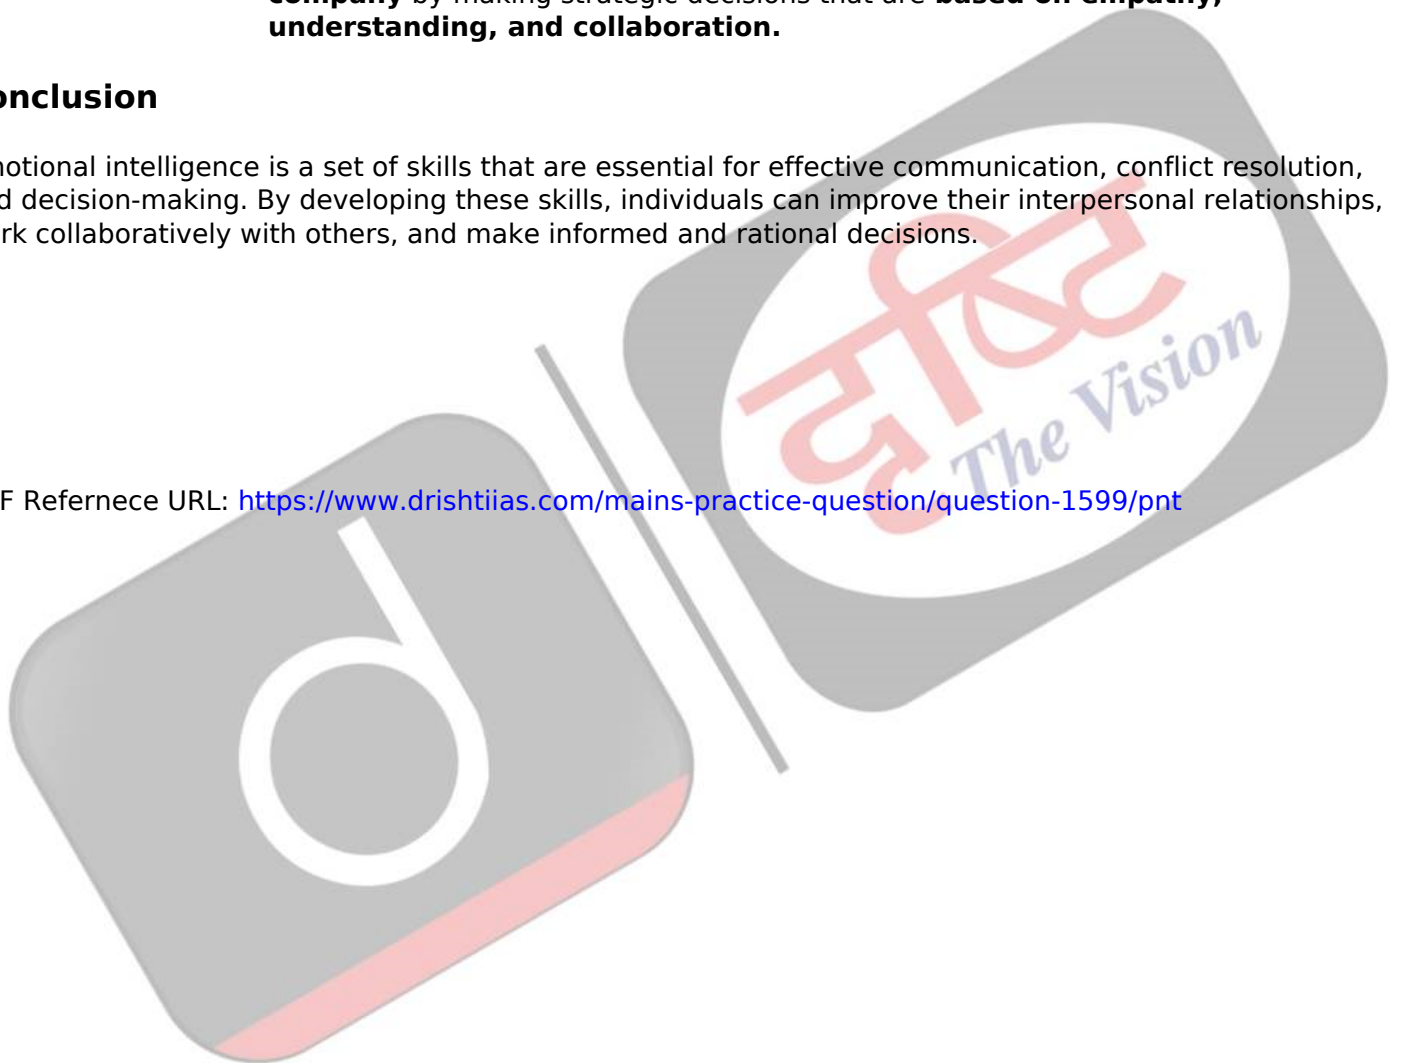 company by making strategic decisions that are based on empathy,
understanding, and collaboration.
onclusion
notional intelligence is a set of skills that are essential for effective communication, conflict resolution,
d decision-making. By developing these skills, individuals can improve their interpersonal relationships,
rk collaboratively with others, and make informed and rational decisions.
दृष्टि
The Vision
F Refernece URL: https://www.drishtiias.com/mains-practice-question/question-1599/pnt
d